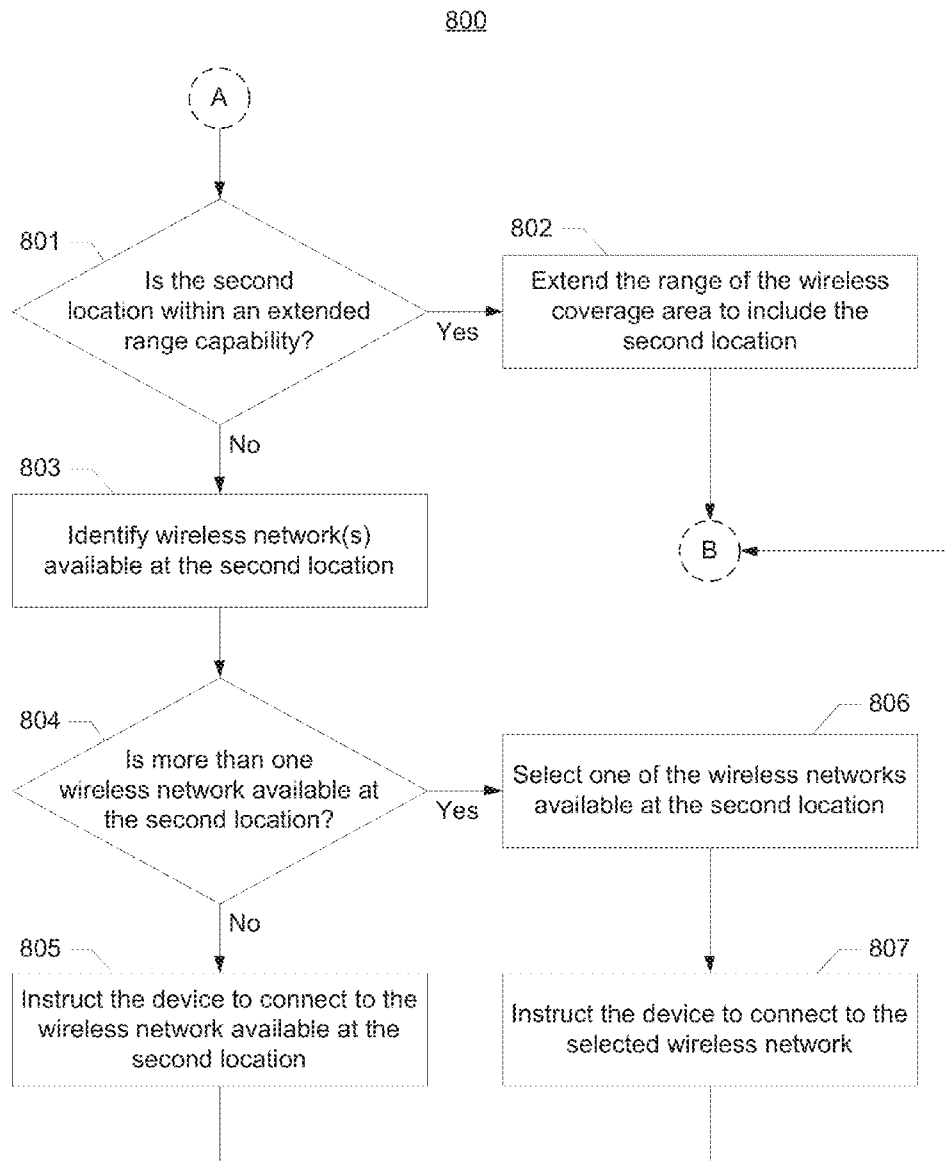 800
A
801
Is the second
location within an extended
range capability?
Yes
802
Extend the range of the wireless
coverage area to include the
second location
No
803
Identify wireless network(s)
available at the second location
B
804
Is more than one
wireless network available at
the second location?
Yes
806
Select one of the wireless networks
available at the second location
No
805
Instruct the device to connect to the
wireless network available at the
second location
807
Instruct the device to connect to the
selected wireless network